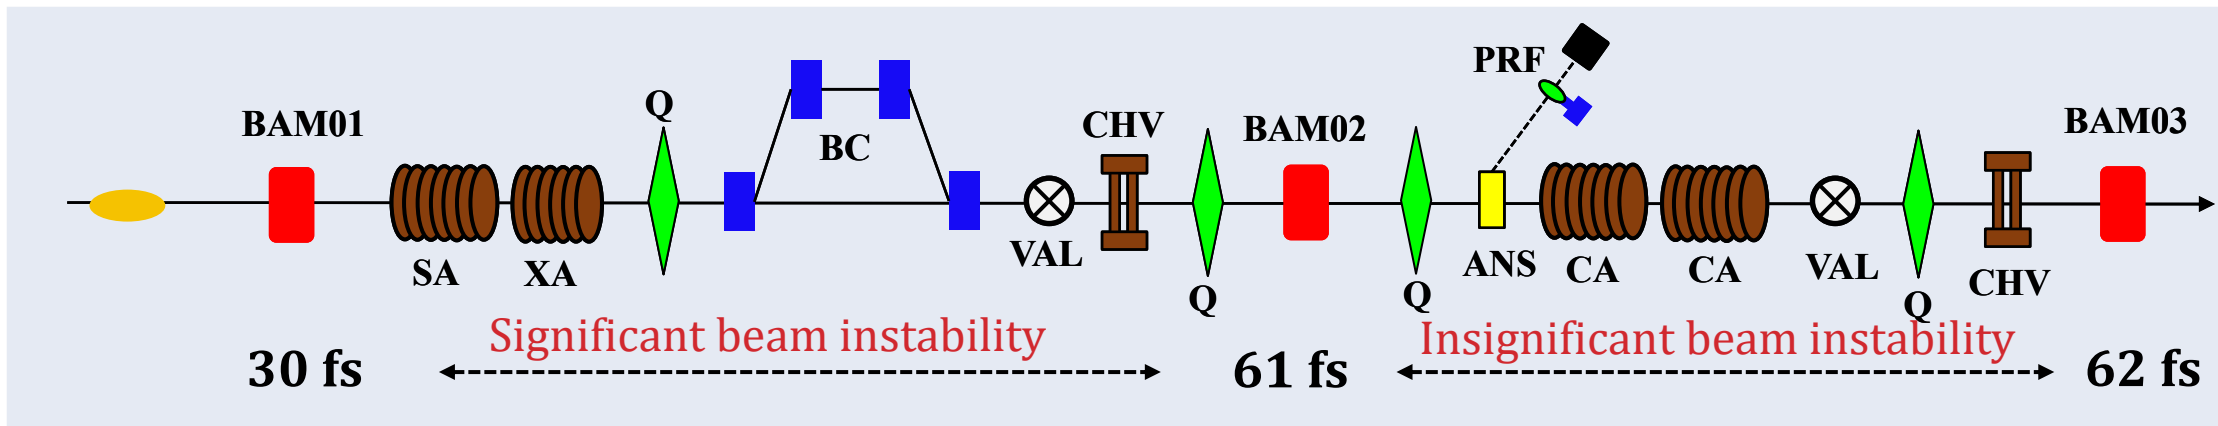 BAM01
SA
XA
Q
BC
VAL
CHV
Q
BAM02
Q
PRF
ANS
CA
CA
VAL
Q
CHV
BAM03
Significant beam instability
Insignificant beam instability
30 fs
61 fs
62 fs